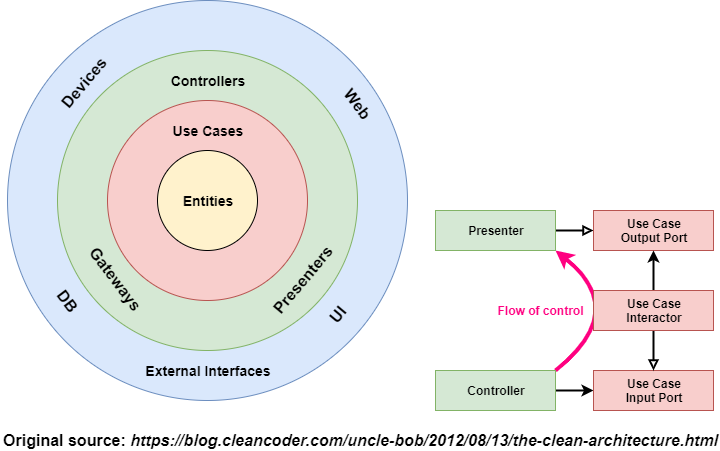 Devices
Web
Controllers
Use Cases
Entities
Gateways
Presenters
DB
UI
External Interfaces
Presenter
Use Case
Output Port
Flow of control
Use Case
Interactor
Controller
Use Case
Input Port
Original source: https://blog.cleancoder.com/uncle-bob/2012/08/13/the-clean-architecture.html